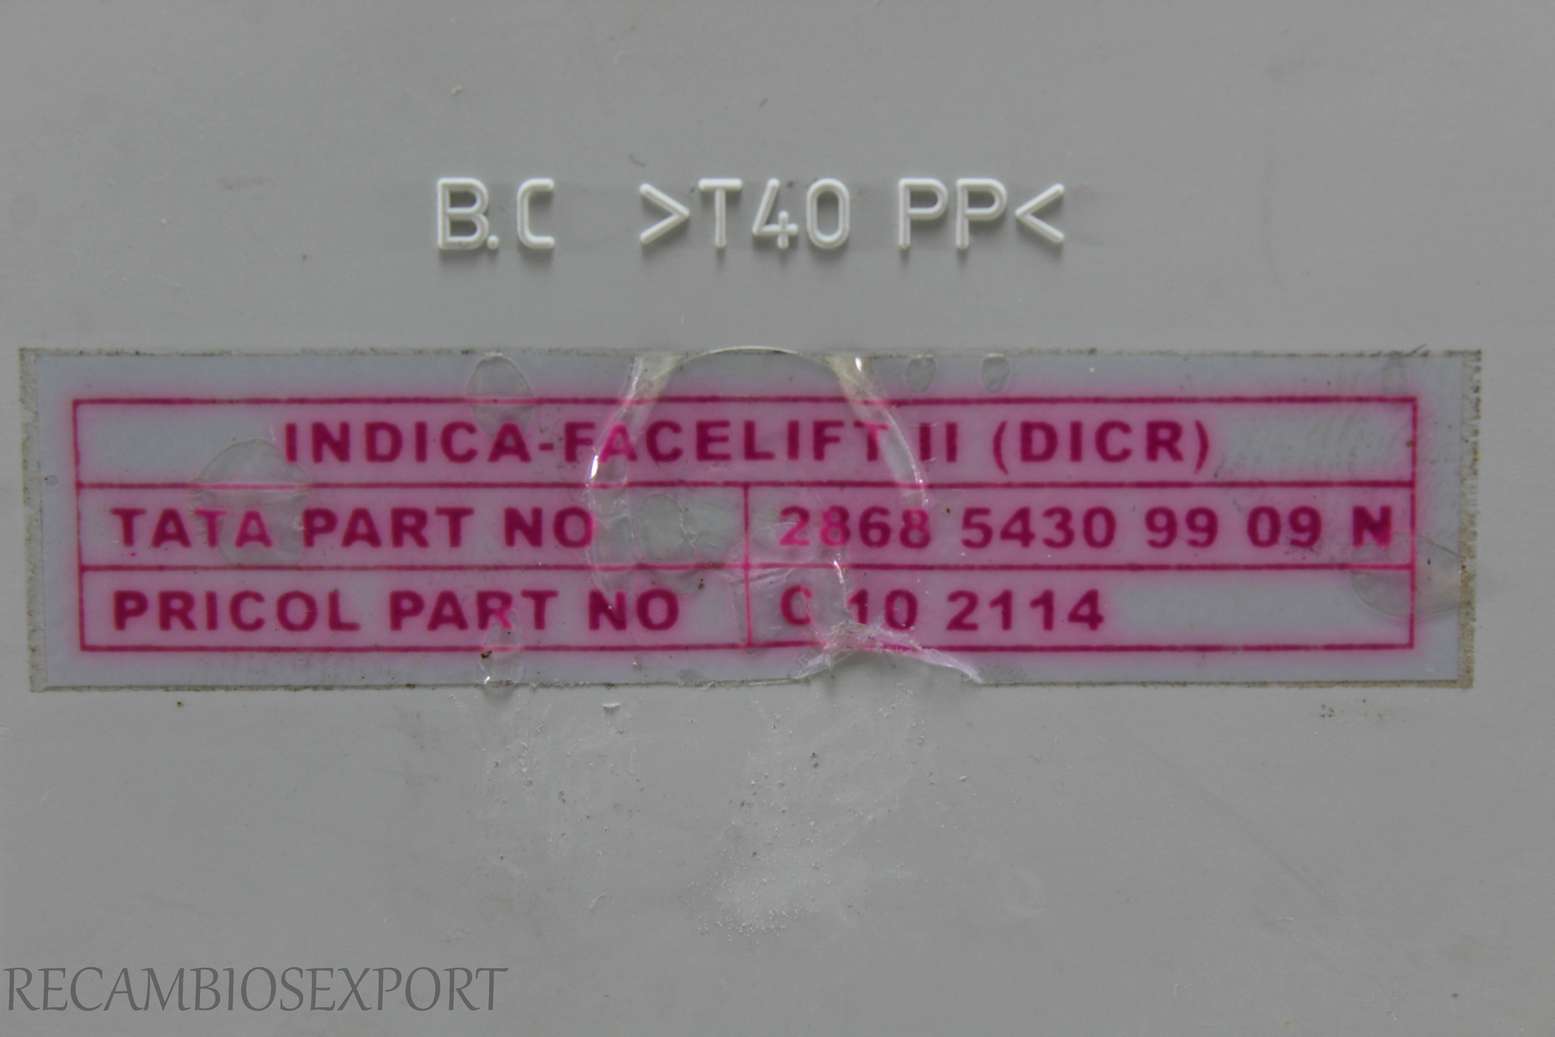 B.C >T40 PP<
INDICA-FACELIFT II (DICR)
TATA PART NO 2868 5430 99 09 N
PRICOL PART NO C 10 2114
RECAMBIOSEXPORT